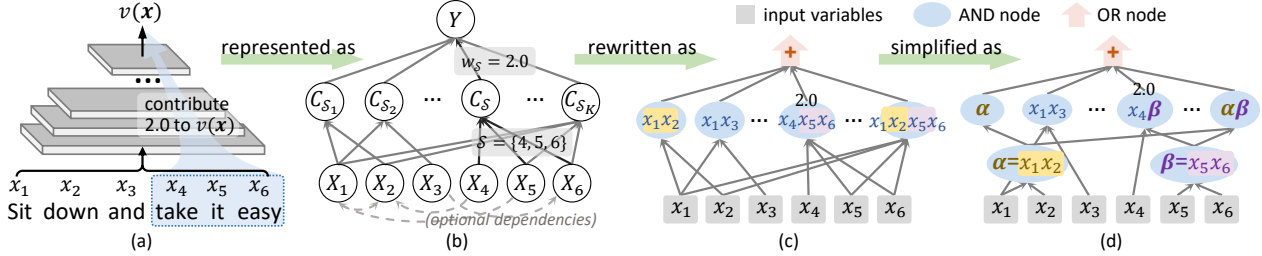 v(x)
contribute
2.0 to v(x)
x₁ x₂ x₃ x₄ x₅ x₆
Sit down and take it easy
(a)
represented as
Y
w_𝒮 = 2.0
C_𝒮₁ C_𝒮₂ ⋯ C_𝒮 ⋯ C_𝒮_K
𝒮 = {4, 5, 6}
X₁ X₂ X₃ X₄ X₅ X₆
(optional dependencies)
(b)
rewritten as
input variables AND node OR node
+
2.0
x₁x₂ x₁x₃ ⋯ x₄x₅x₆ ⋯ x₁x₂x₅x₆
x₁ x₂ x₃ x₄ x₅ x₆
(c)
simplified as
+
2.0
α x₁x₃ ⋯ x₄β ⋯ αβ
α=x₁x₂ β=x₅x₆
x₁ x₂ x₃ x₄ x₅ x₆
(d)